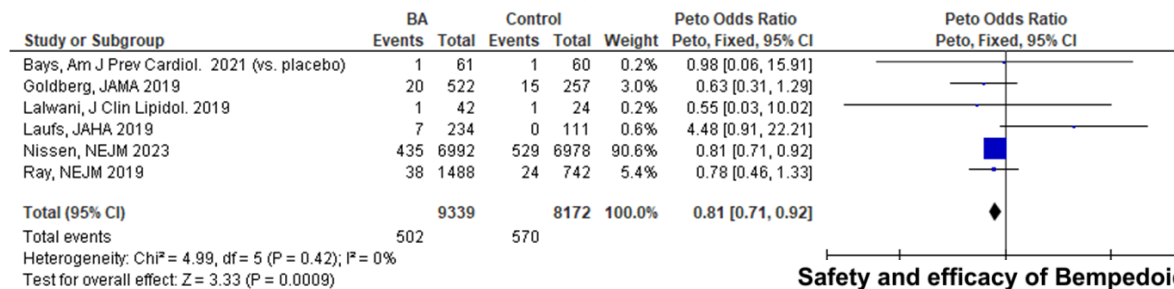 BA Control Peto Odds Ratio Peto Odds Ratio
Study or Subgroup Events Total Events Total Weight Peto, Fixed, 95% CI Peto, Fixed, 95% CI
Bays, Am J Prev Cardiol. 2021 (vs. placebo) 1 61 1 60 0.2% 0.98 [0.06, 15.91]
Goldberg, JAMA 2019 20 522 15 257 3.0% 0.63 [0.31, 1.29]
Lalwani, J Clin Lipidol. 2019 1 42 1 24 0.2% 0.55 [0.03, 10.02]
Laufs, JAHA 2019 7 234 0 111 0.6% 4.48 [0.91, 22.21]
Nissen, NEJM 2023 435 6992 529 6978 90.6% 0.81 [0.71, 0.92]
Ray, NEJM 2019 38 1488 24 742 5.4% 0.78 [0.46, 1.33]
Total (95% CI) 9339 8172 100.0% 0.81 [0.71, 0.92]
Total events 502 570
Heterogeneity: Chi² = 4.99, df = 5 (P = 0.42); I² = 0%
Test for overall effect: Z = 3.33 (P = 0.0009)
Safety and efficacy of Bempedoi